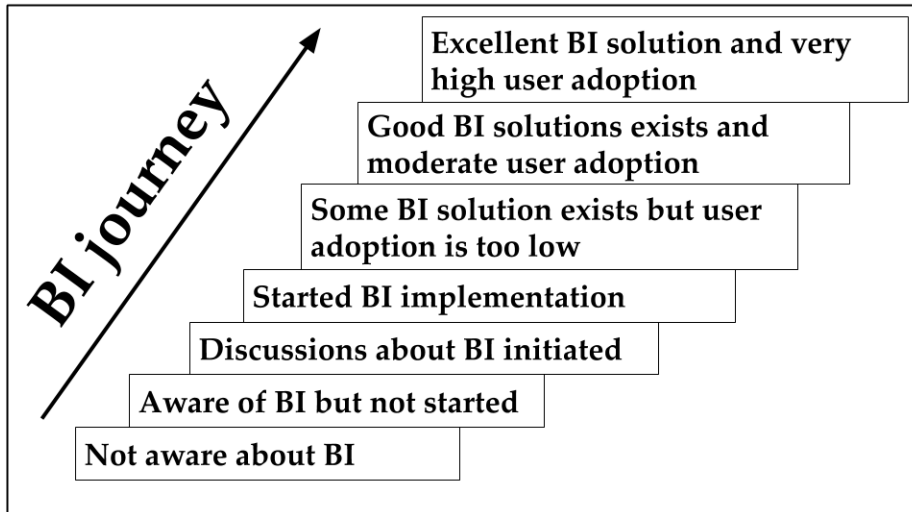 BI journey
Excellent BI solution and very
high user adoption
Good BI solutions exists and
moderate user adoption
Some BI solution exists but user
adoption is too low
Started BI implementation
Discussions about BI initiated
Aware of BI but not started
Not aware about BI